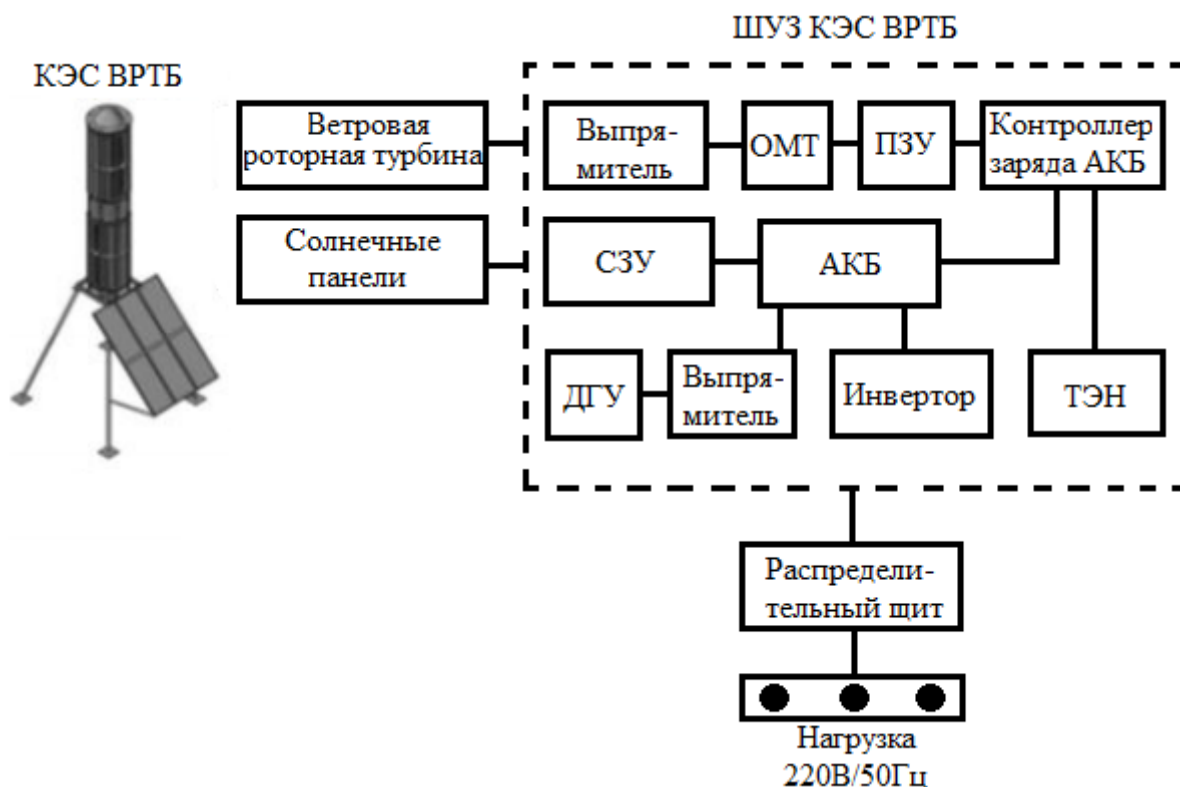 ШУЗ КЭС ВРТБ
КЭС ВРТБ
Ветровая
роторная турбина
Выпря-
митель
ОМТ
ПЗУ
Контроллер
заряда АКБ
Солнечные
панели
СЗУ
АКБ
ДГУ
Выпря-
митель
Инвертор
ТЭН
Распредели-
тельный щит
Нагрузка
220В/50Гц